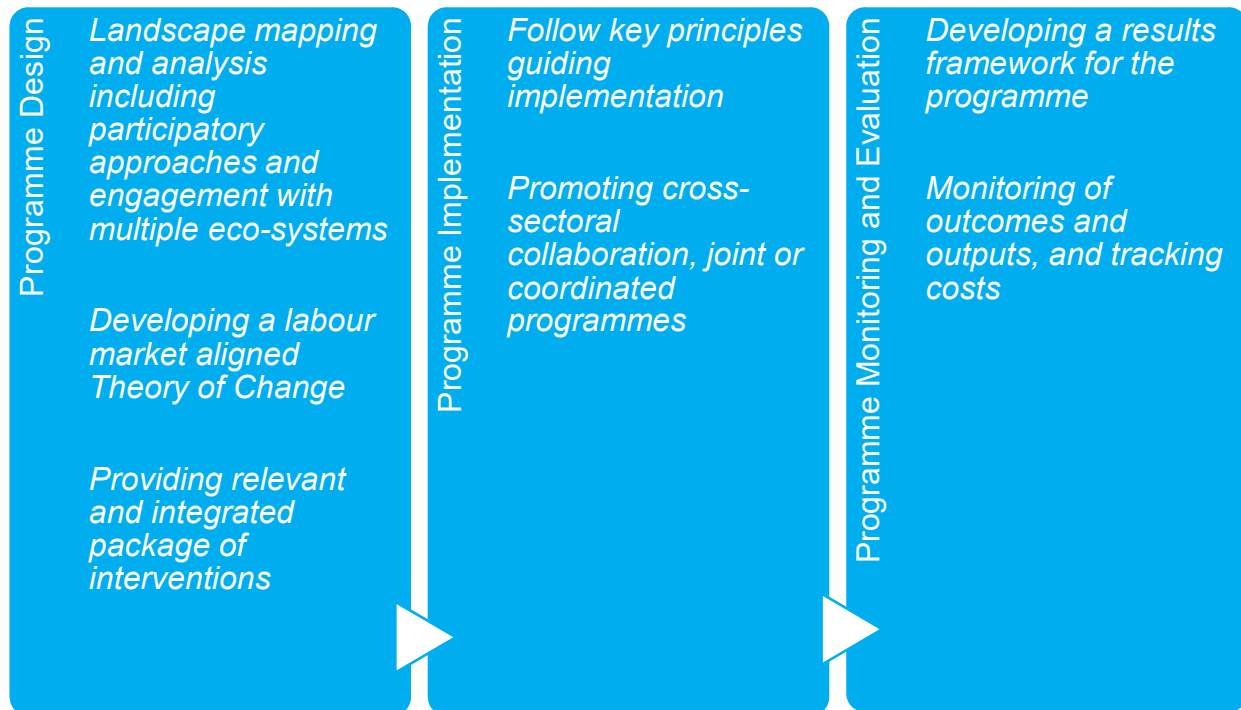 Programme Design
Landscape mapping
and analysis
including
participatory
approaches and
engagement with
multiple eco-systems
Developing a labour
market aligned
Theory of Change
Providing relevant
and integrated
package of
interventions
Programme Implementation
Follow key principles
guiding
implementation
Promoting cross-
sectoral
collaboration, joint or
coordinated
programmes
Programme Monitoring and Evaluation
Developing a results
framework for the
programme
Monitoring of
outcomes and
outputs, and tracking
costs